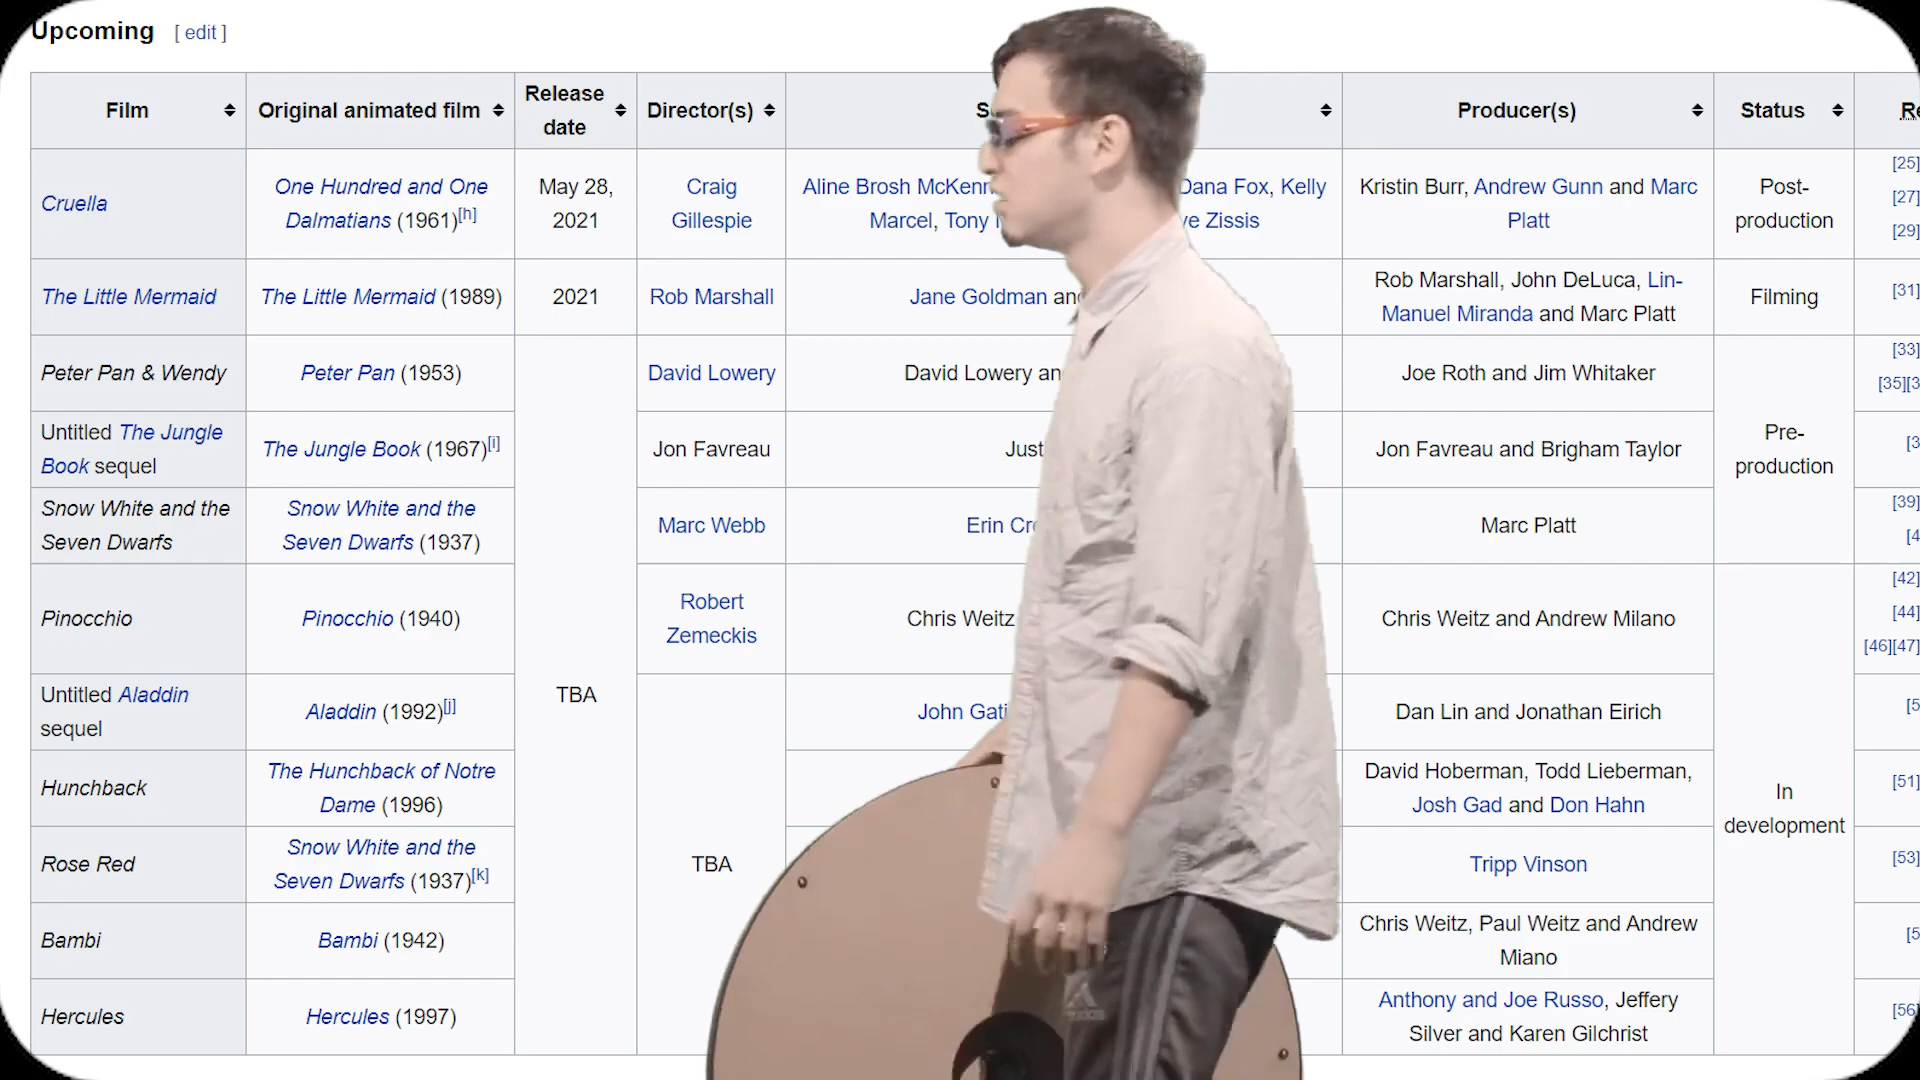 Upcoming [ edit ]
Film
Original animated film
Release
date
Director(s)
Producer(s)
Status
Cruella
One Hundred and One
Dalmatians (1961)[h]
May 28,
2021
Craig
Gillespie
Aline Brosh Dana Fox, Kelly
Marcel, Tony Zissis
Kristin Burr, Andrew Gunn and Marc
Platt
Post-
production
[25]
[27]
[29]
The Little Mermaid
The Little Mermaid (1989)
2021
Rob Marshall
Jane Goldman and
Rob Marshall, John DeLuca, Lin-
Manuel Miranda and Marc Platt
Filming
[31]
Peter Pan & Wendy
Peter Pan (1953)
TBA
David Lowery
David Lowery
Joe Roth and Jim Whitaker
Pre-
production
[33]
[35]
Untitled The Jungle
Book sequel
The Jungle Book (1967)[i]
Jon Favreau
Jon Favreau and Brigham Taylor
Snow White and the
Seven Dwarfs
Snow White and the
Seven Dwarfs (1937)
Marc Webb
Erin
Marc Platt
[39]
Pinocchio
Pinocchio (1940)
Robert
Zemeckis
Chris Weitz
Chris Weitz and Andrew Milano
In
development
[42]
[44]
[46][47]
Untitled Aladdin
sequel
Aladdin (1992)[j]
TBA
John
Dan Lin and Jonathan Eirich
Hunchback
The Hunchback of Notre
Dame (1996)
David Hoberman, Todd Lieberman,
Josh Gad and Don Hahn
[51]
Rose Red
Snow White and the
Seven Dwarfs (1937)[k]
Tripp Vinson
[53]
Bambi
Bambi (1942)
Chris Weitz, Paul Weitz and Andrew
Miano
Hercules
Hercules (1997)
Anthony and Joe Russo, Jeffery
Silver and Karen Gilchrist
[56]